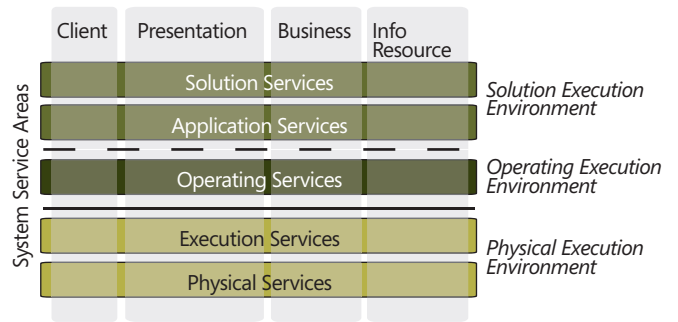 Client
Presentation
Business
Info
Resource
System Service Areas
Solution Services
Application Services
Solution Execution
Environment
Operating Services
Operating Execution
Environment
Execution Services
Physical Services
Physical Execution
Environment